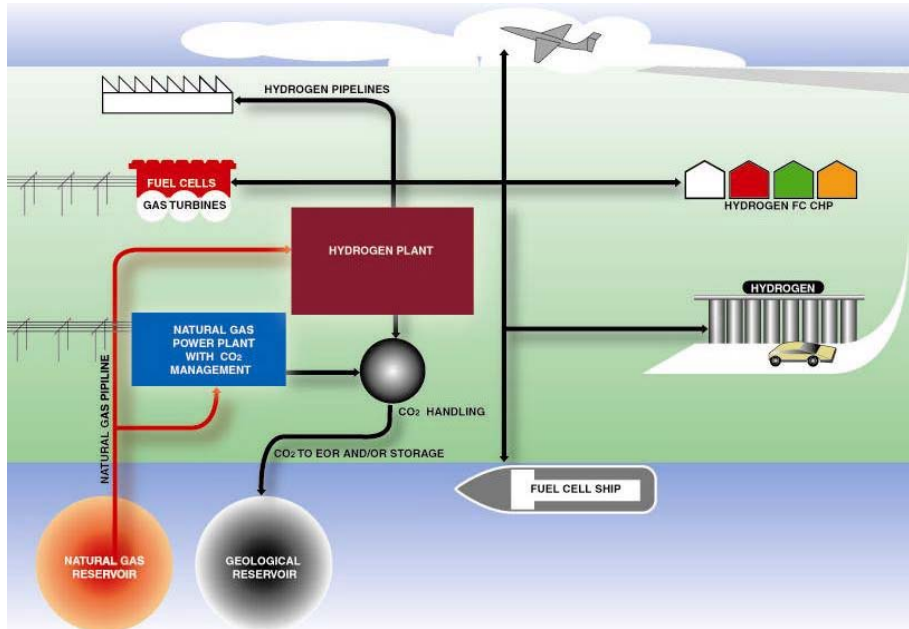 HYDROGEN PIPELINES
FUEL CELLS
GAS TURBINES
HYDROGEN FC CHP
HYDROGEN PLANT
HYDROGEN
NATURAL GAS
POWER PLANT
WITH CO₂
MANAGEMENT
NATURAL GAS PIPILINE
CO₂ HANDLING
CO₂ TO EOR AND/OR STORAGE
FUEL CELL SHIP
NATURAL GAS
RESERVOIR
GEOLOGICAL
RESERVOIR